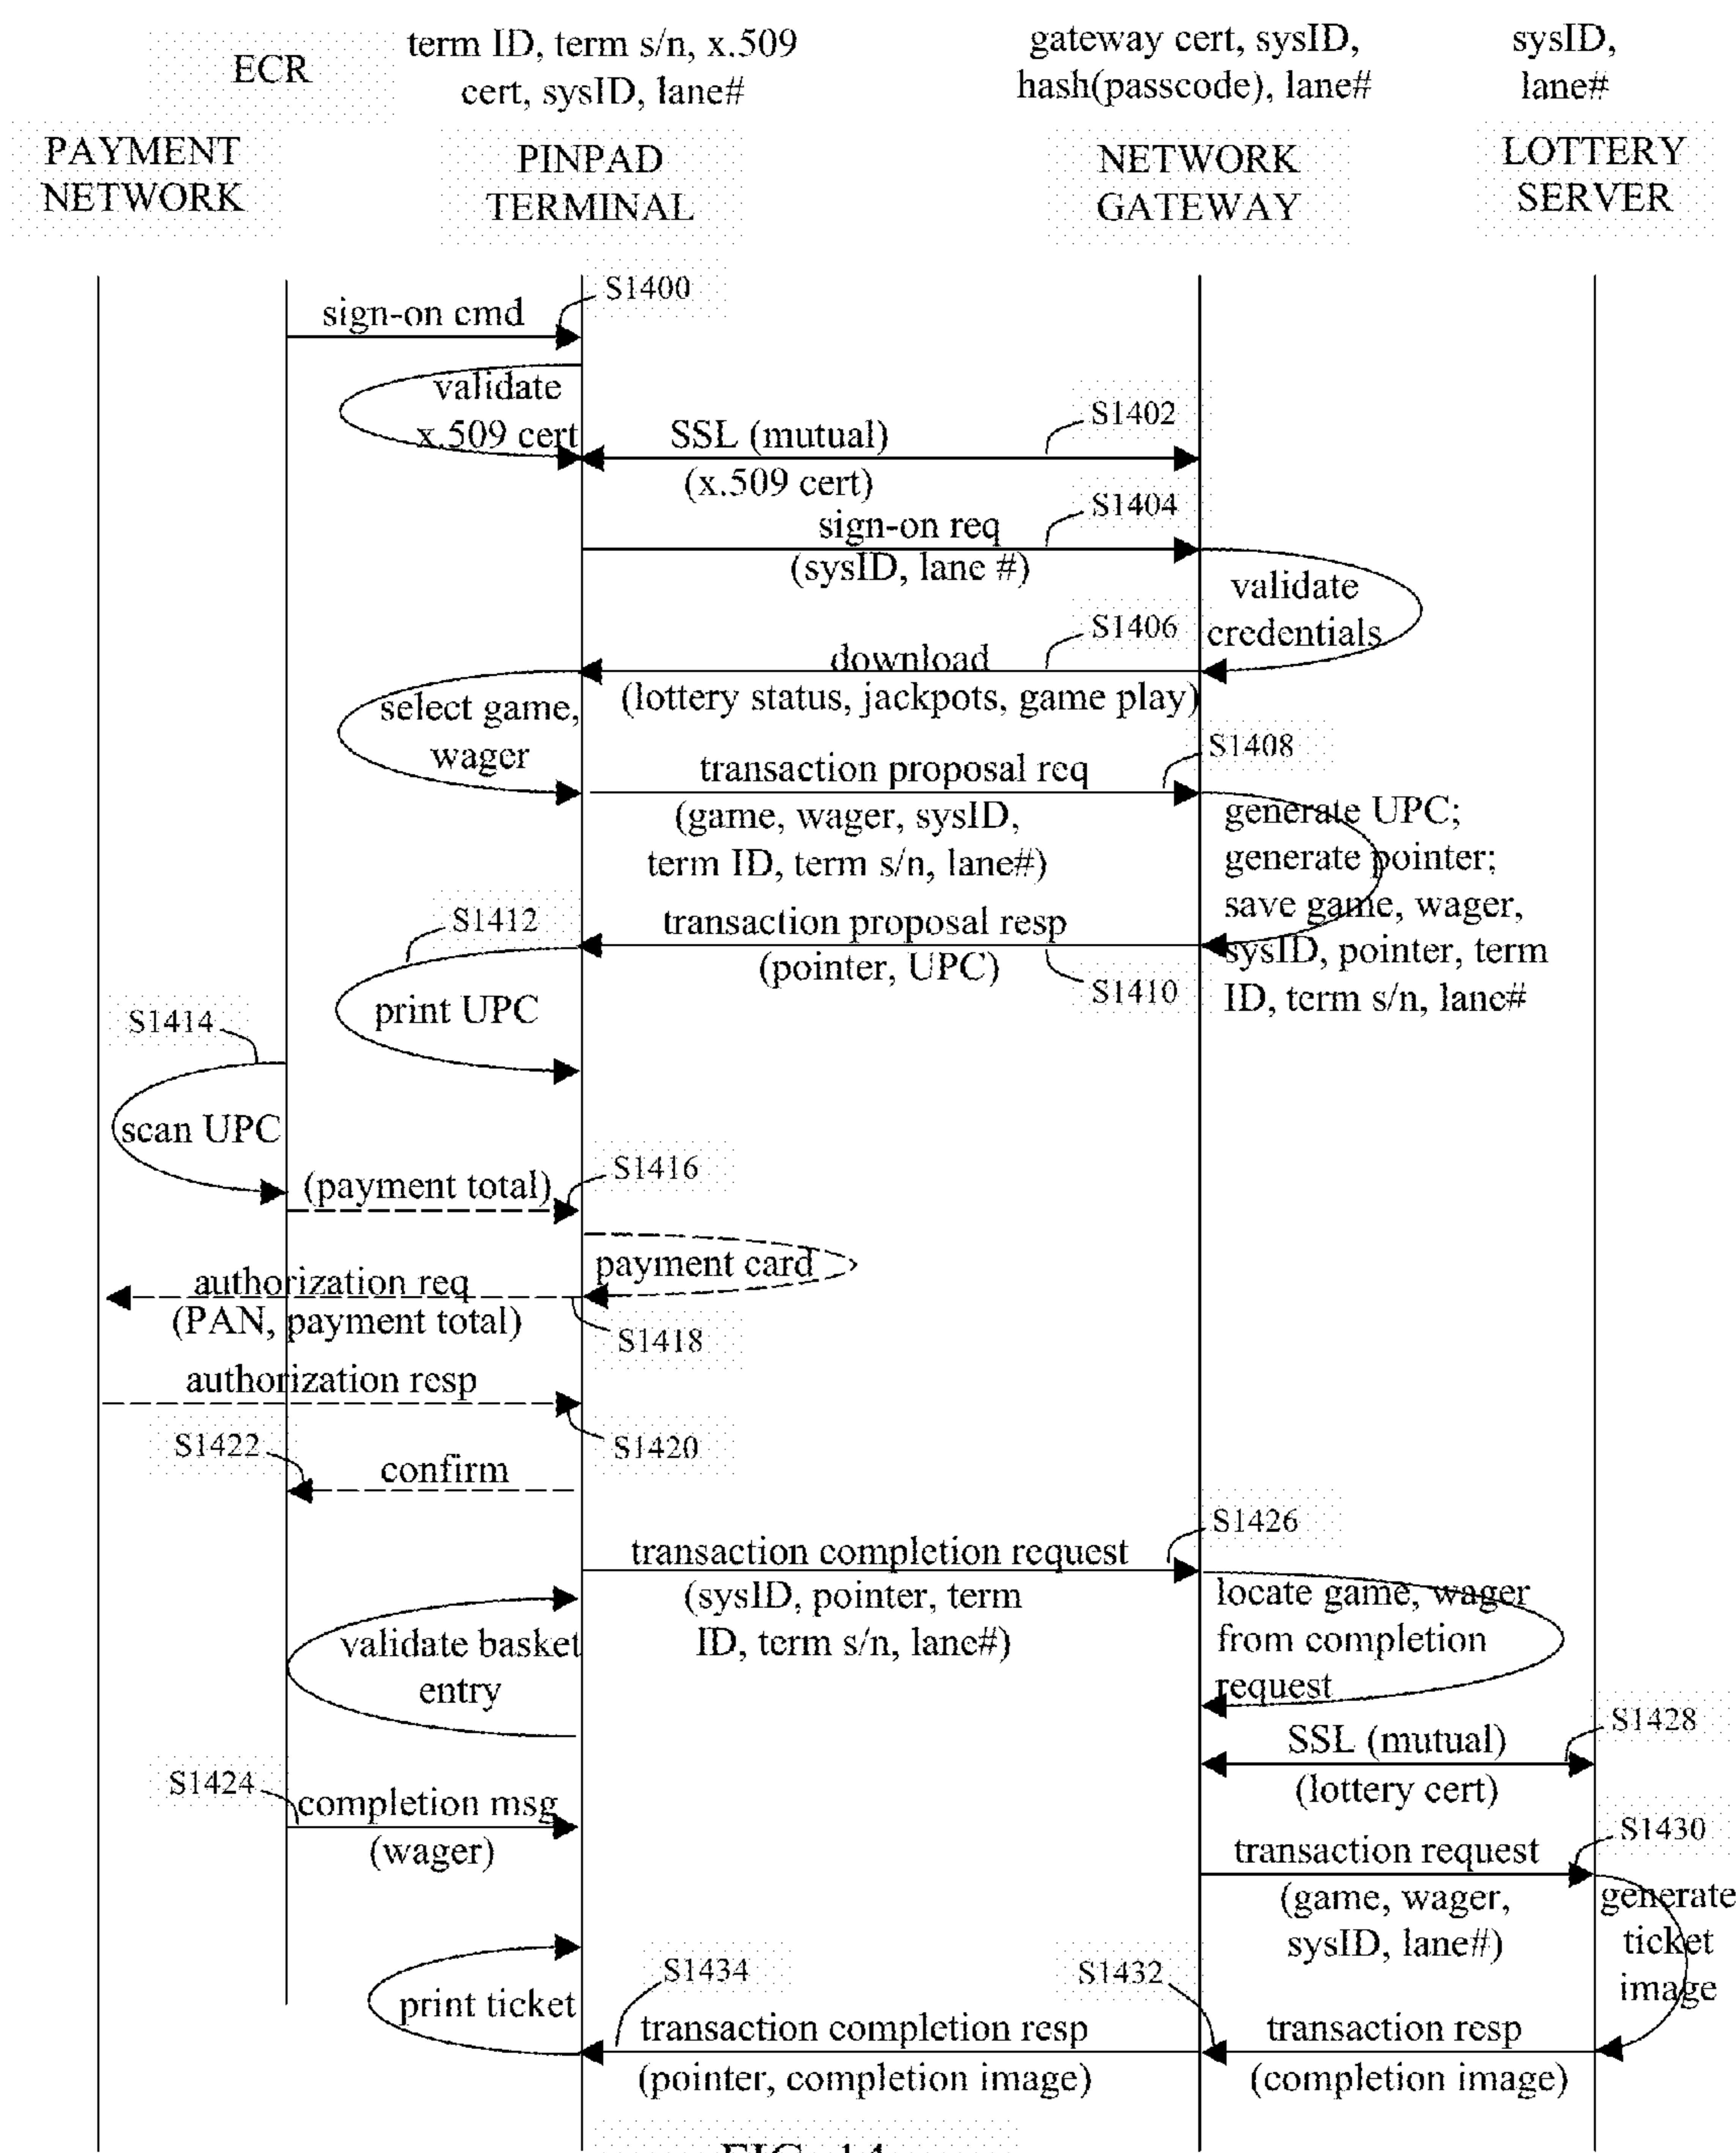 ECR
term ID, term s/n, x.509
cert, sysID, lane#
gateway cert, sysID,
hash(passcode), lane#
sysID,
lane#
PAYMENT
NETWORK
PINPAD
TERMINAL
NETWORK
GATEWAY
LOTTERY
SERVER
S1400
sign-on cmd
validate
x.509 cert
S1402
SSL (mutual)
(x.509 cert)
S1404
sign-on req
(sysID, lane #)
validate
credentials
S1406
download
(lottery status, jackpots, game play)
select game,
wager
S1408
transaction proposal req
(game, wager, sysID,
term ID, term s/n, lane#)
generate UPC;
generate pointer;
save game, wager,
sysID, pointer, term
ID, term s/n, lane#
S1412
transaction proposal resp
(pointer, UPC)
S1410
print UPC
S1414
scan UPC
S1416
(payment total)
payment card
authorization req
(PAN, payment total)
S1418
authorization resp
S1420
S1422
confirm
S1426
transaction completion request
(sysID, pointer, term
ID, term s/n, lane#)
locate game, wager
from completion
request
validate basket
entry
S1428
SSL (mutual)
(lottery cert)
S1424
completion msg
(wager)
S1430
transaction request
(game, wager,
sysID, lane#)
generate
ticket
image
S1434
S1432
print ticket
transaction completion resp
(pointer, completion image)
transaction resp
(completion image)
FIG. 14